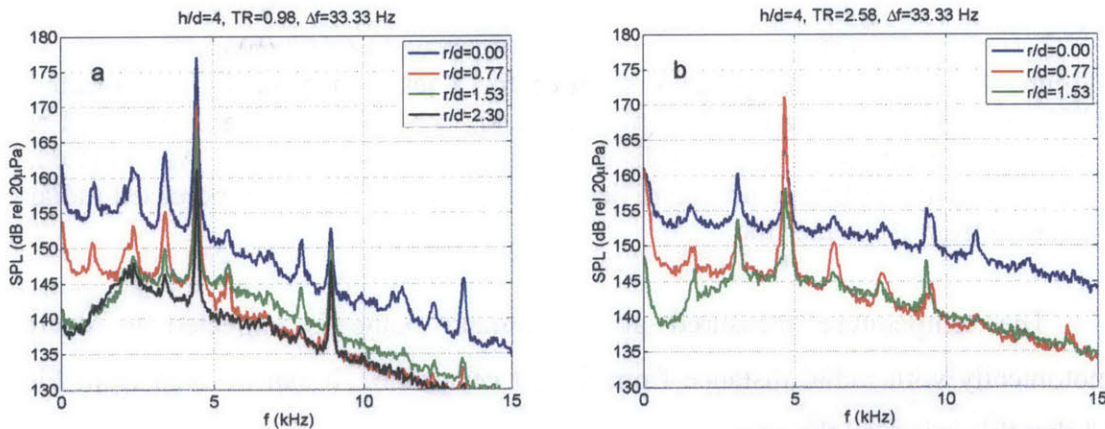 h/d=4, TR=0.98, Δf=33.33 Hz
180
175
170
165
160
155
150
145
140
135
130
SPL (dB rel 20μPa)
a
r/d=0.00
r/d=0.77
r/d=1.53
r/d=2.30
0
5
10
15
f (kHz)
h/d=4, TR=2.58, Δf=33.33 Hz
180
175
170
165
160
155
150
145
140
135
130
SPL (dB rel 20μPa)
b
r/d=0.00
r/d=0.77
r/d=1.53
0
5
10
15
f (kHz)